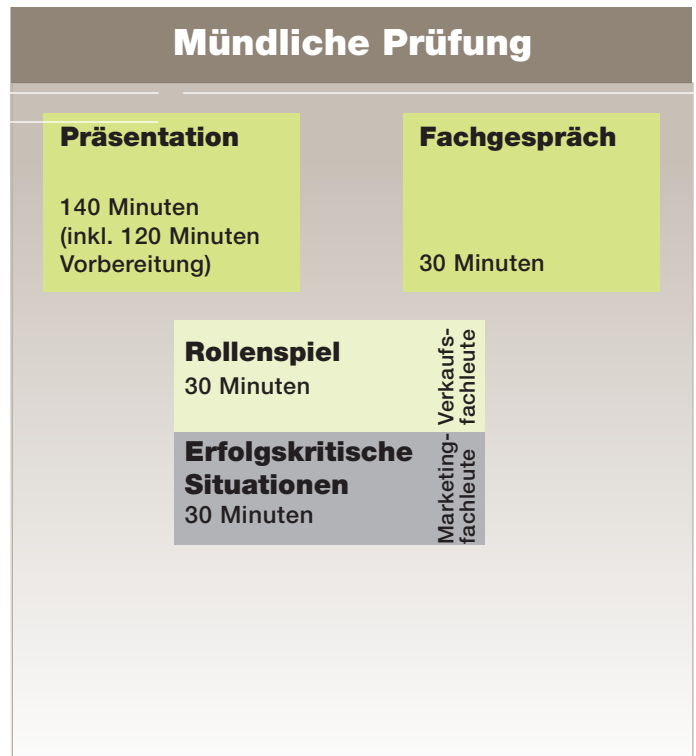 Mündliche Prüfung
Präsentation
140 Minuten
(inkl. 120 Minuten
Vorbereitung)
Fachgespräch
30 Minuten
Rollenspiel
30 Minuten
Verkaufs-
fachleute
Erfolgskritische
Situationen
30 Minuten
Marketing-
fachleute